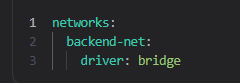 1 networks:
2   backend-net:
3     driver: bridge